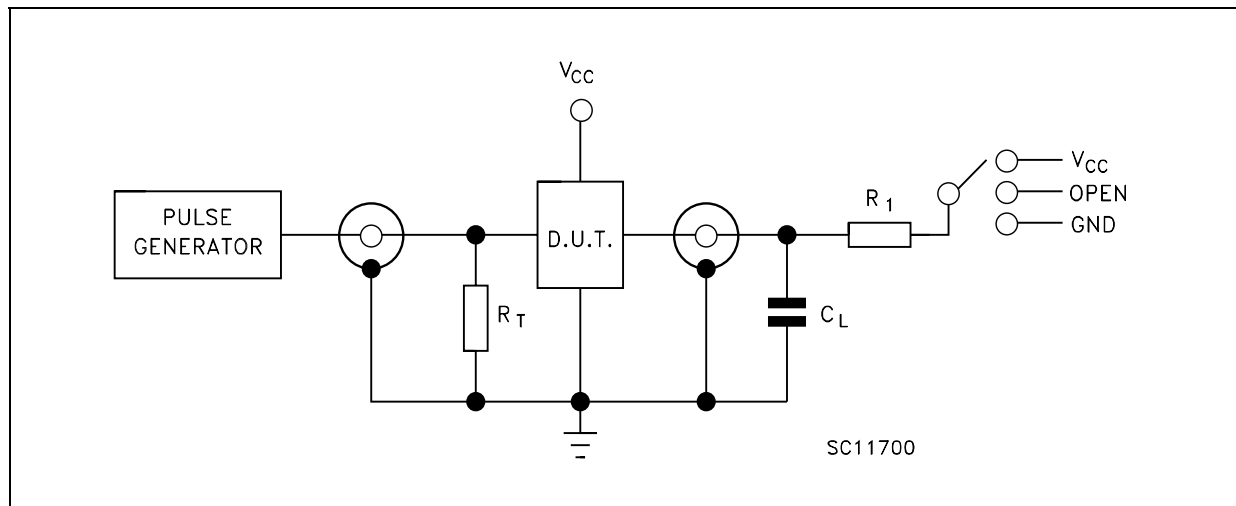 VCC
PULSE
GENERATOR
D.U.T.
RT
CL
R1
VCC
OPEN
GND
SC11700